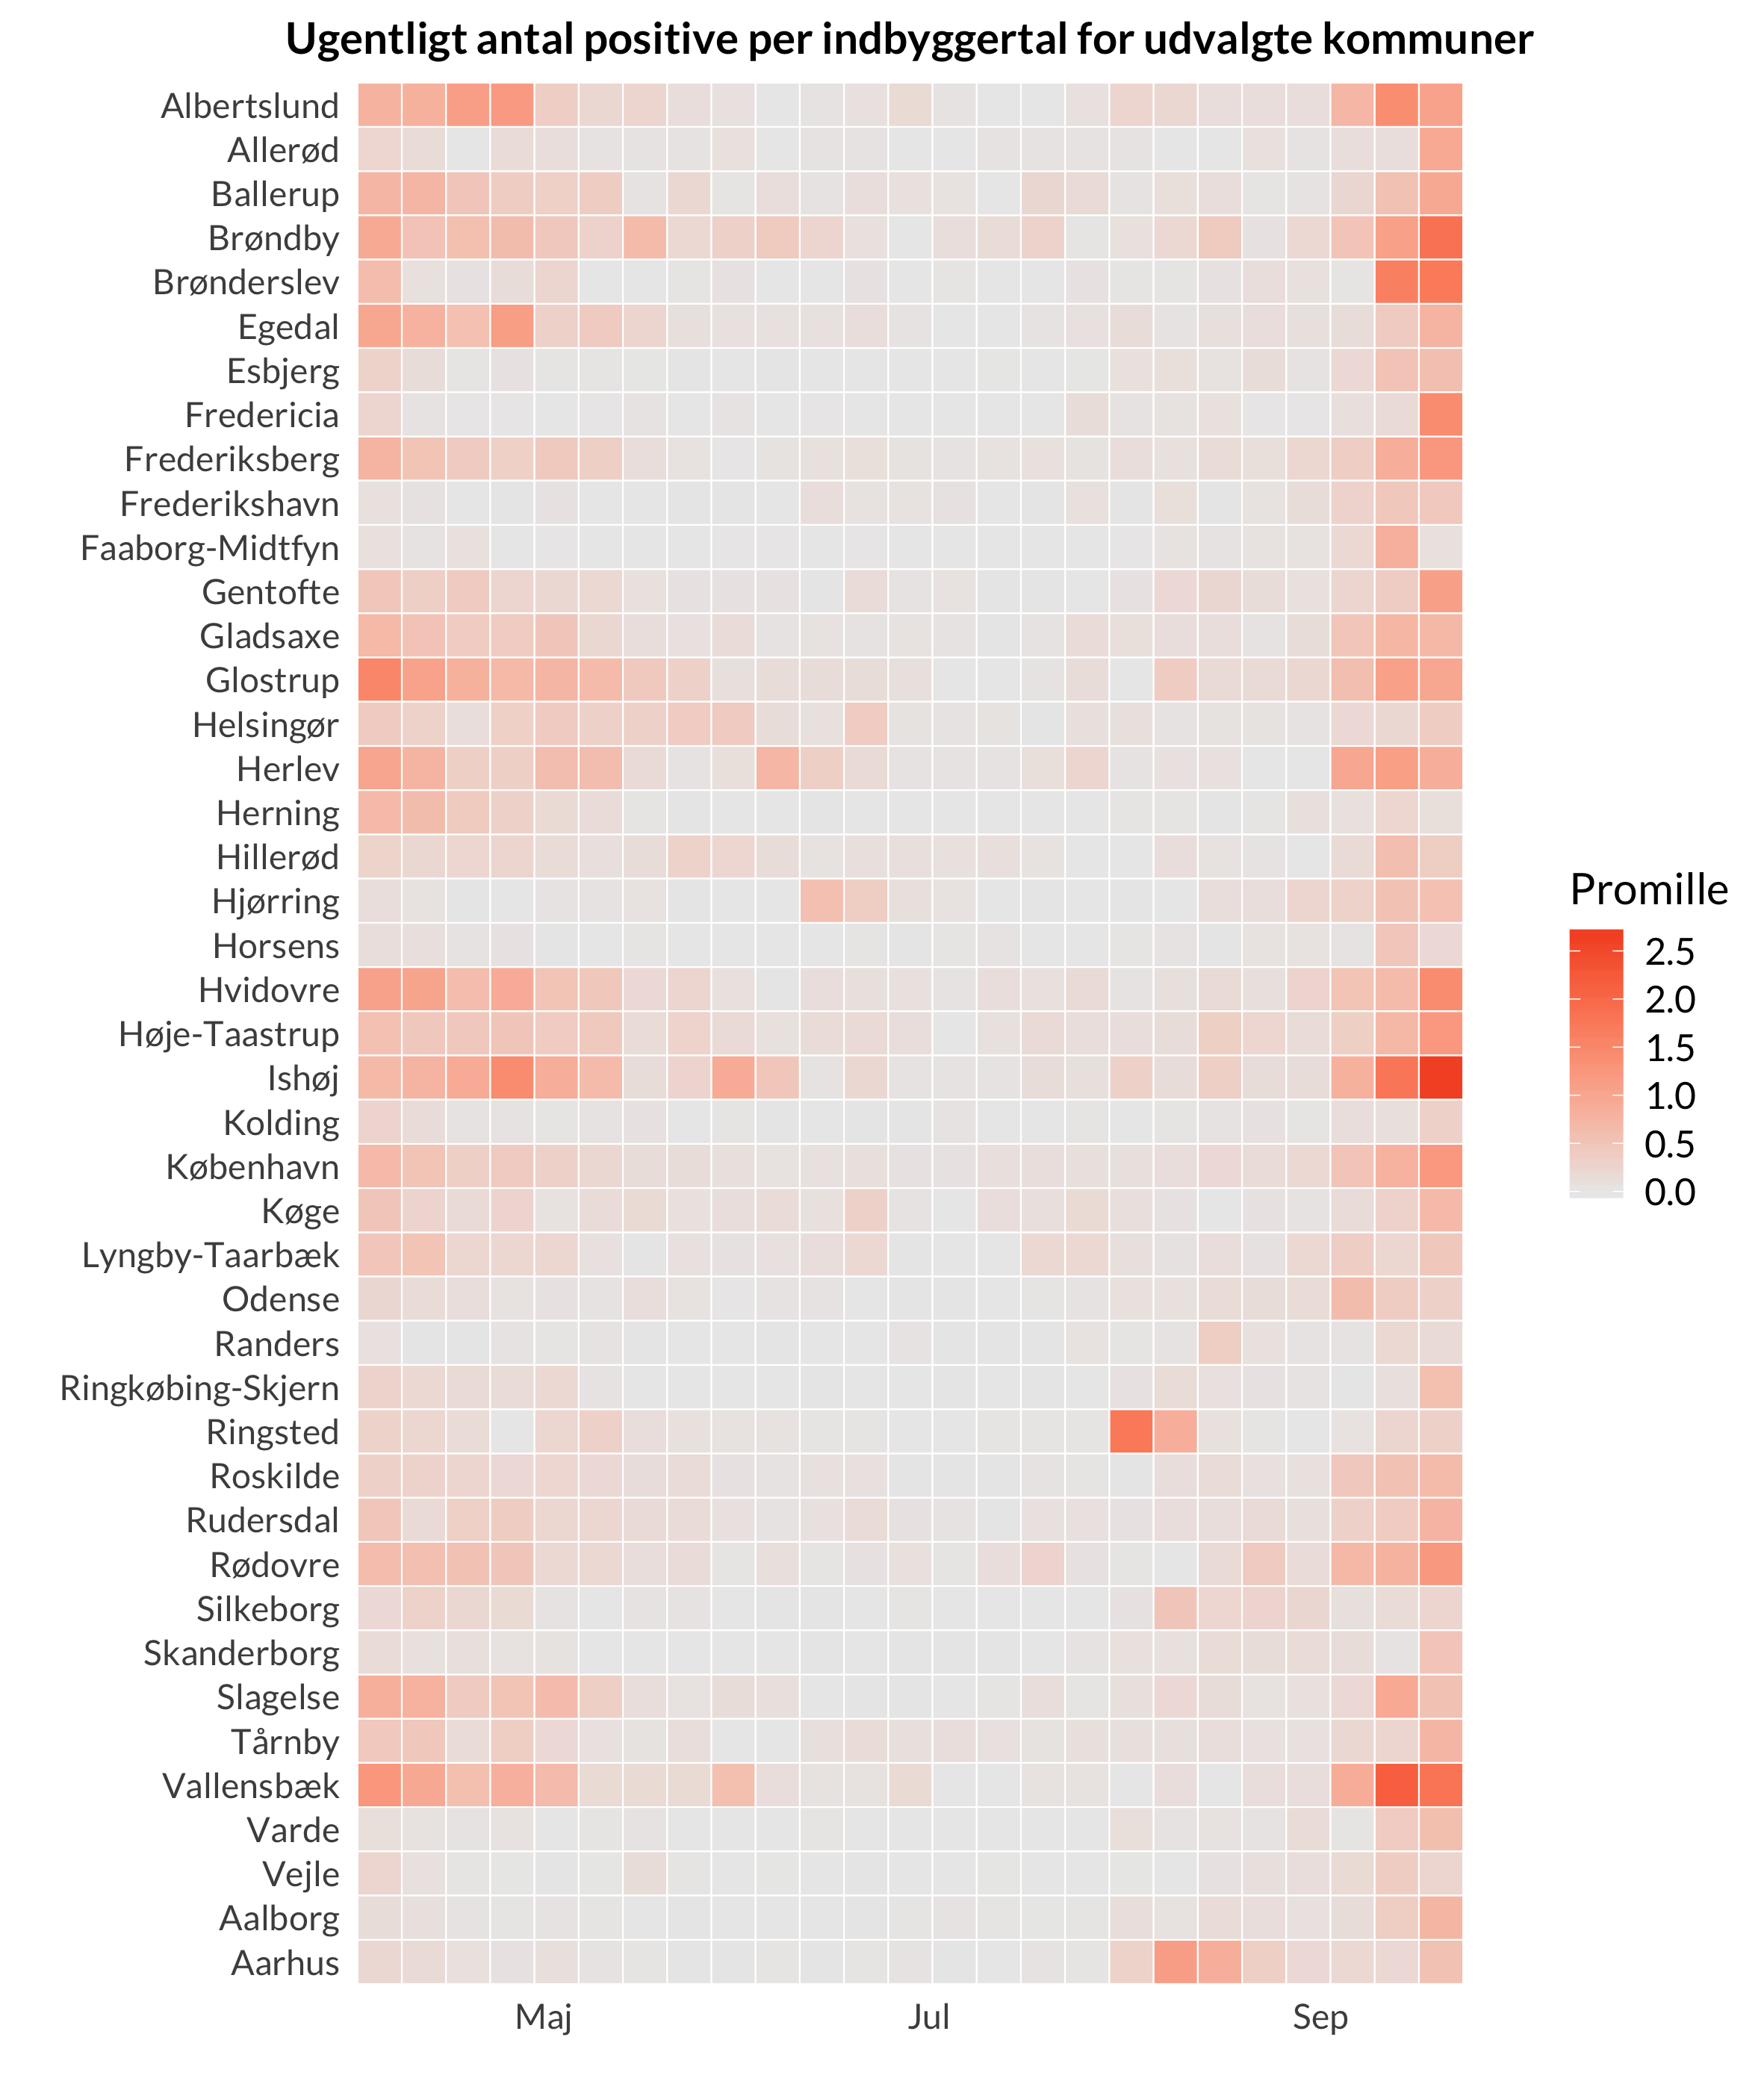 Ugentligt antal positive per indbyggertal for udvalgte kommuner
Albertslund
Allerød
Ballerup
Brøndby
Brønderslev
Egedal
Esbjerg
Fredericia
Frederiksberg
Frederikshavn
Faaborg-Midtfyn
Gentofte
Gladsaxe
Glostrup
Helsingør
Herlev
Herning
Hillerød
Hjørring
Horsens
Hvidovre
Høje-Taastrup
Ishøj
Kolding
København
Køge
Lyngby-Taarbæk
Odense
Randers
Ringkøbing-Skjern
Ringsted
Roskilde
Rudersdal
Rødovre
Silkeborg
Skanderborg
Slagelse
Tårnby
Vallensbæk
Varde
Vejle
Aalborg
Aarhus
Maj Jul Sep
Promille
2.5
2.0
1.5
1.0
0.5
0.0